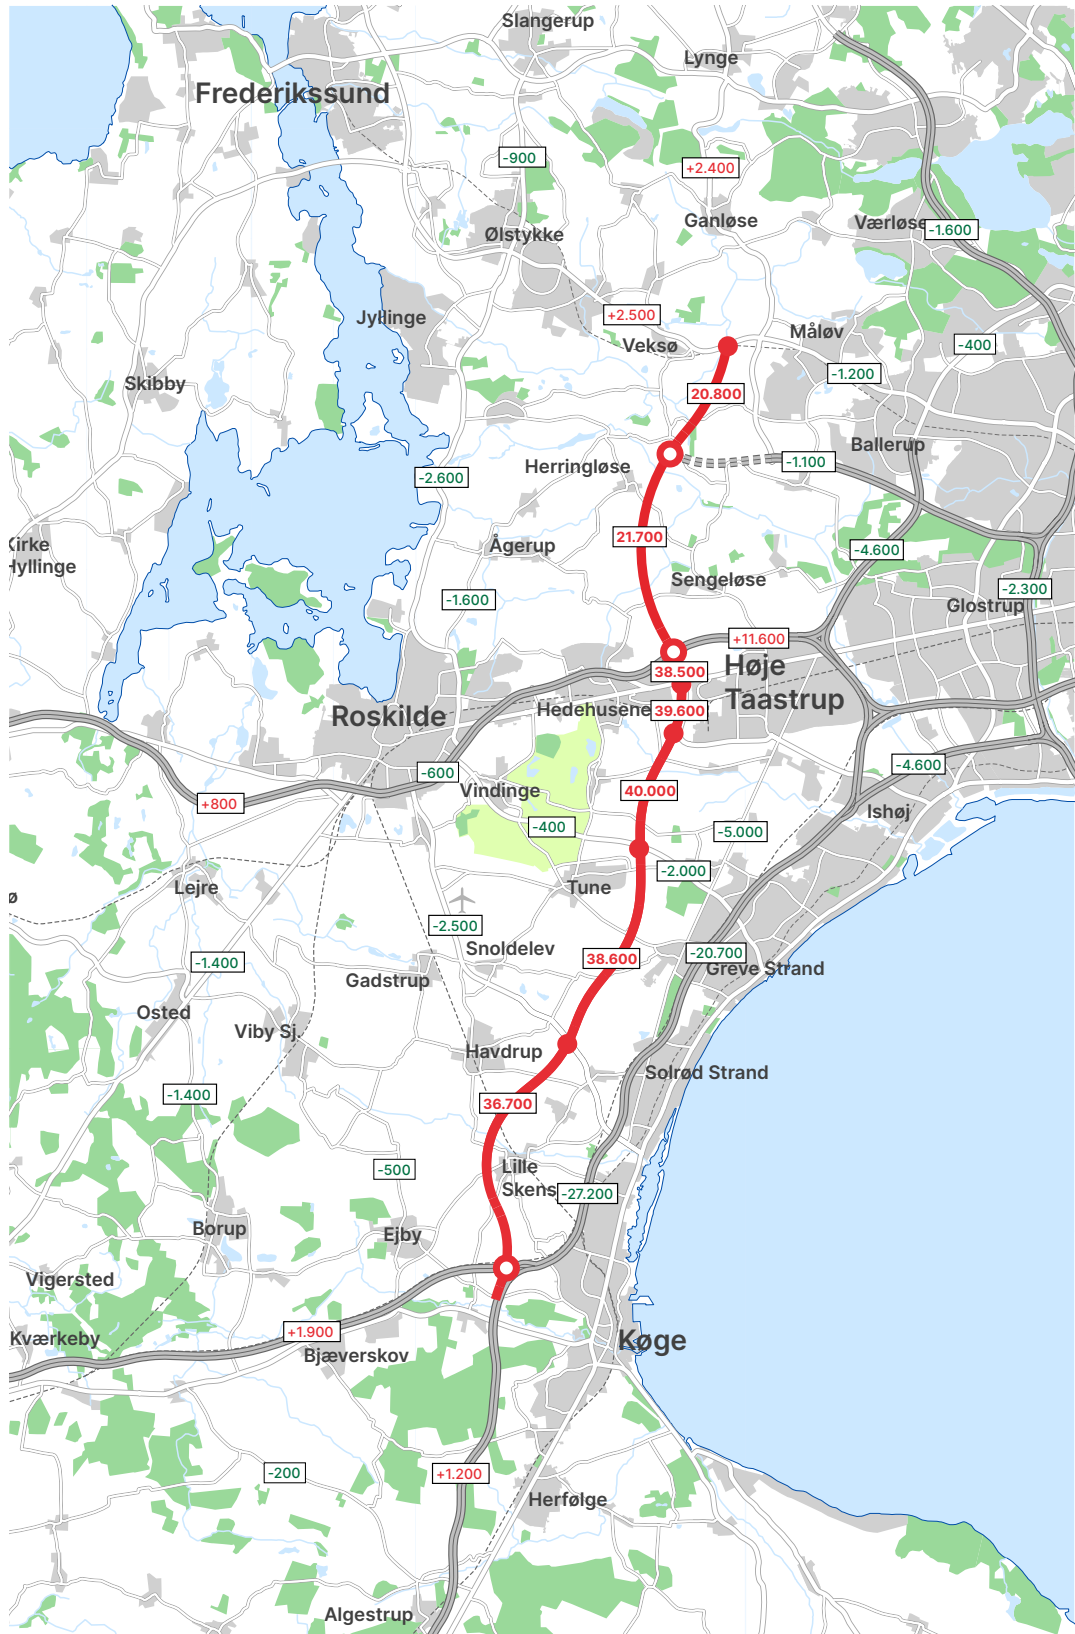 Slangerup
Lynge
Frederikssund
-900
+2.400
Ganløse
Værløse
-1.600
Ølstykke
+2.500
Jyllinge
Måløv
Veksø
-400
-1.200
Skibby
20.800
Ballerup
-1.100
Herringløse
-2.600
21.700
Kirke
Hyllinge
Ågerup
-4.600
Sengeløse
-2.300
-1.600
Glostrup
+11.600
38.500
Høje
Taastrup
Hedehusene
39.600
Roskilde
-600
-4.600
Vindinge
40.000
+800
Ishøj
-400
-5.000
-2.000
Lejre
Tune
ø
-2.500
Snoldelev
-20.700
38.600
Greve Strand
-1.400
Gadstrup
Osted
Viby Sj.
Havdrup
Solrød Strand
-1.400
36.700
-500
Lille
Skens
-27.200
Borup
Ejby
Vigersted
+1.900
Kværkeby
Bjæverskov
Køge
-200
+1.200
Herfølge
Algestrup